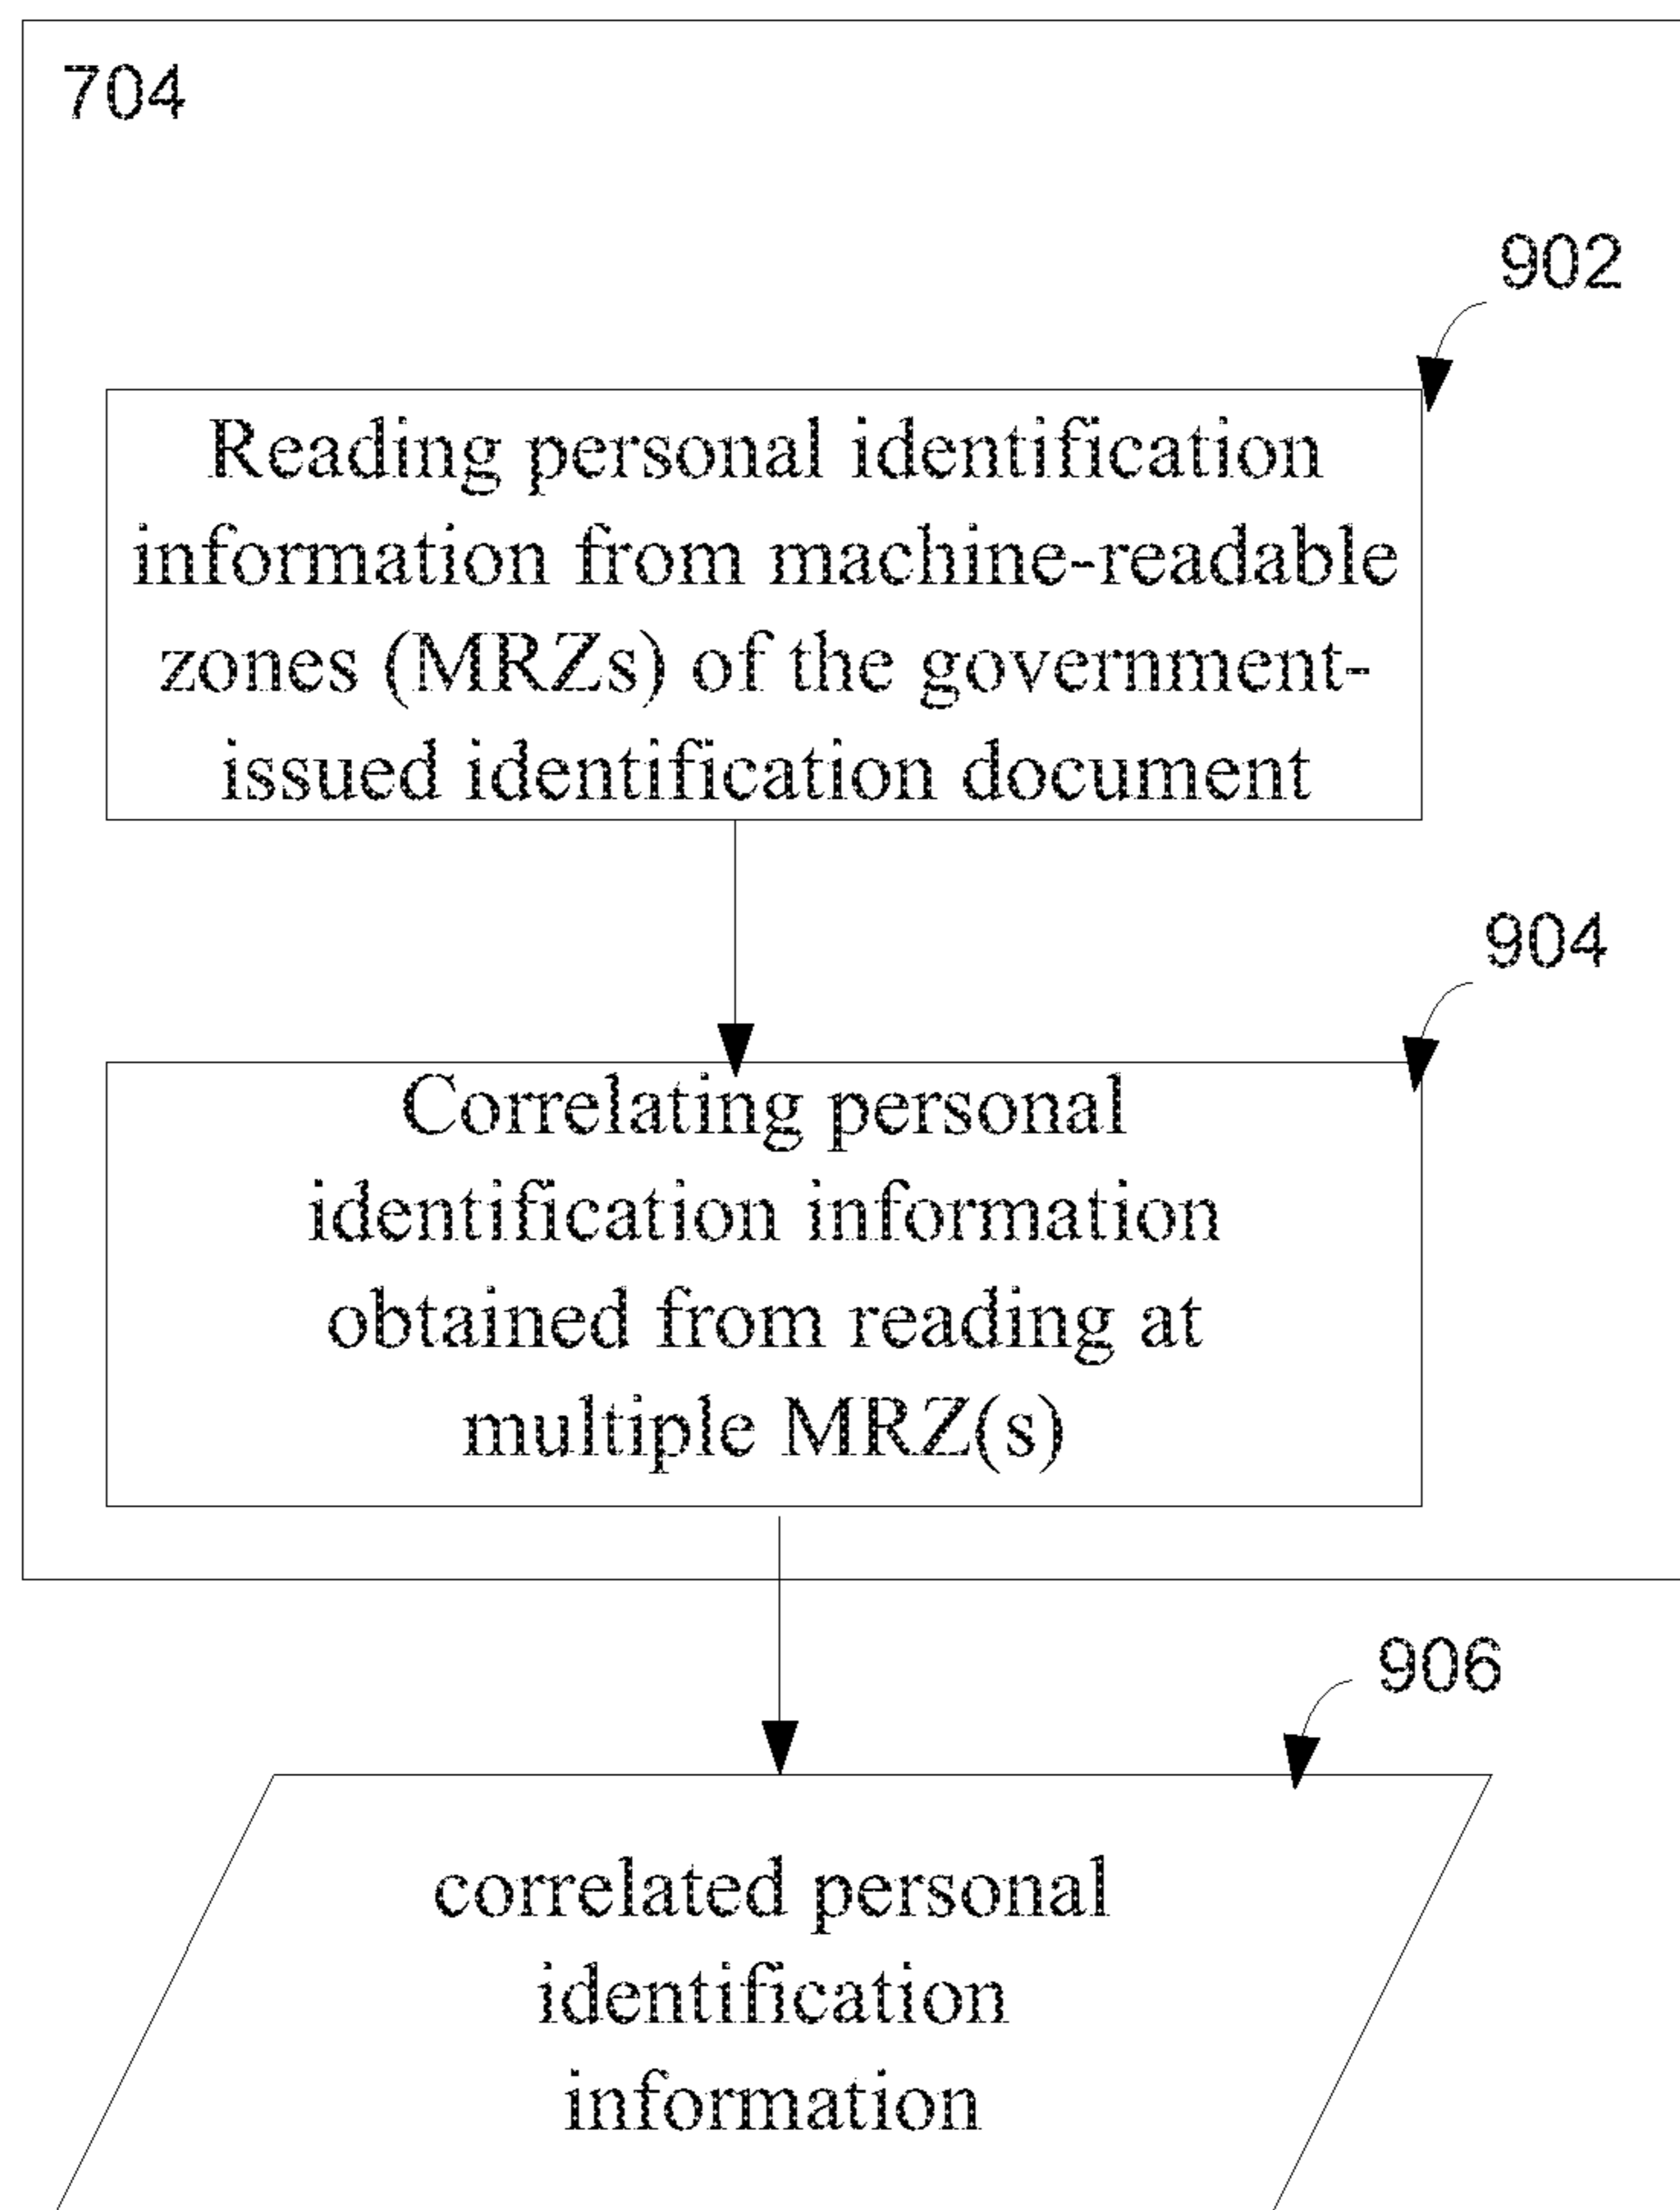 704
902
Reading personal identification
information from machine-readable
zones (MRZs) of the government-
issued identification document
904
Correlating personal
identification information
obtained from reading at
multiple MRZ(s)
906
correlated personal
identification
information